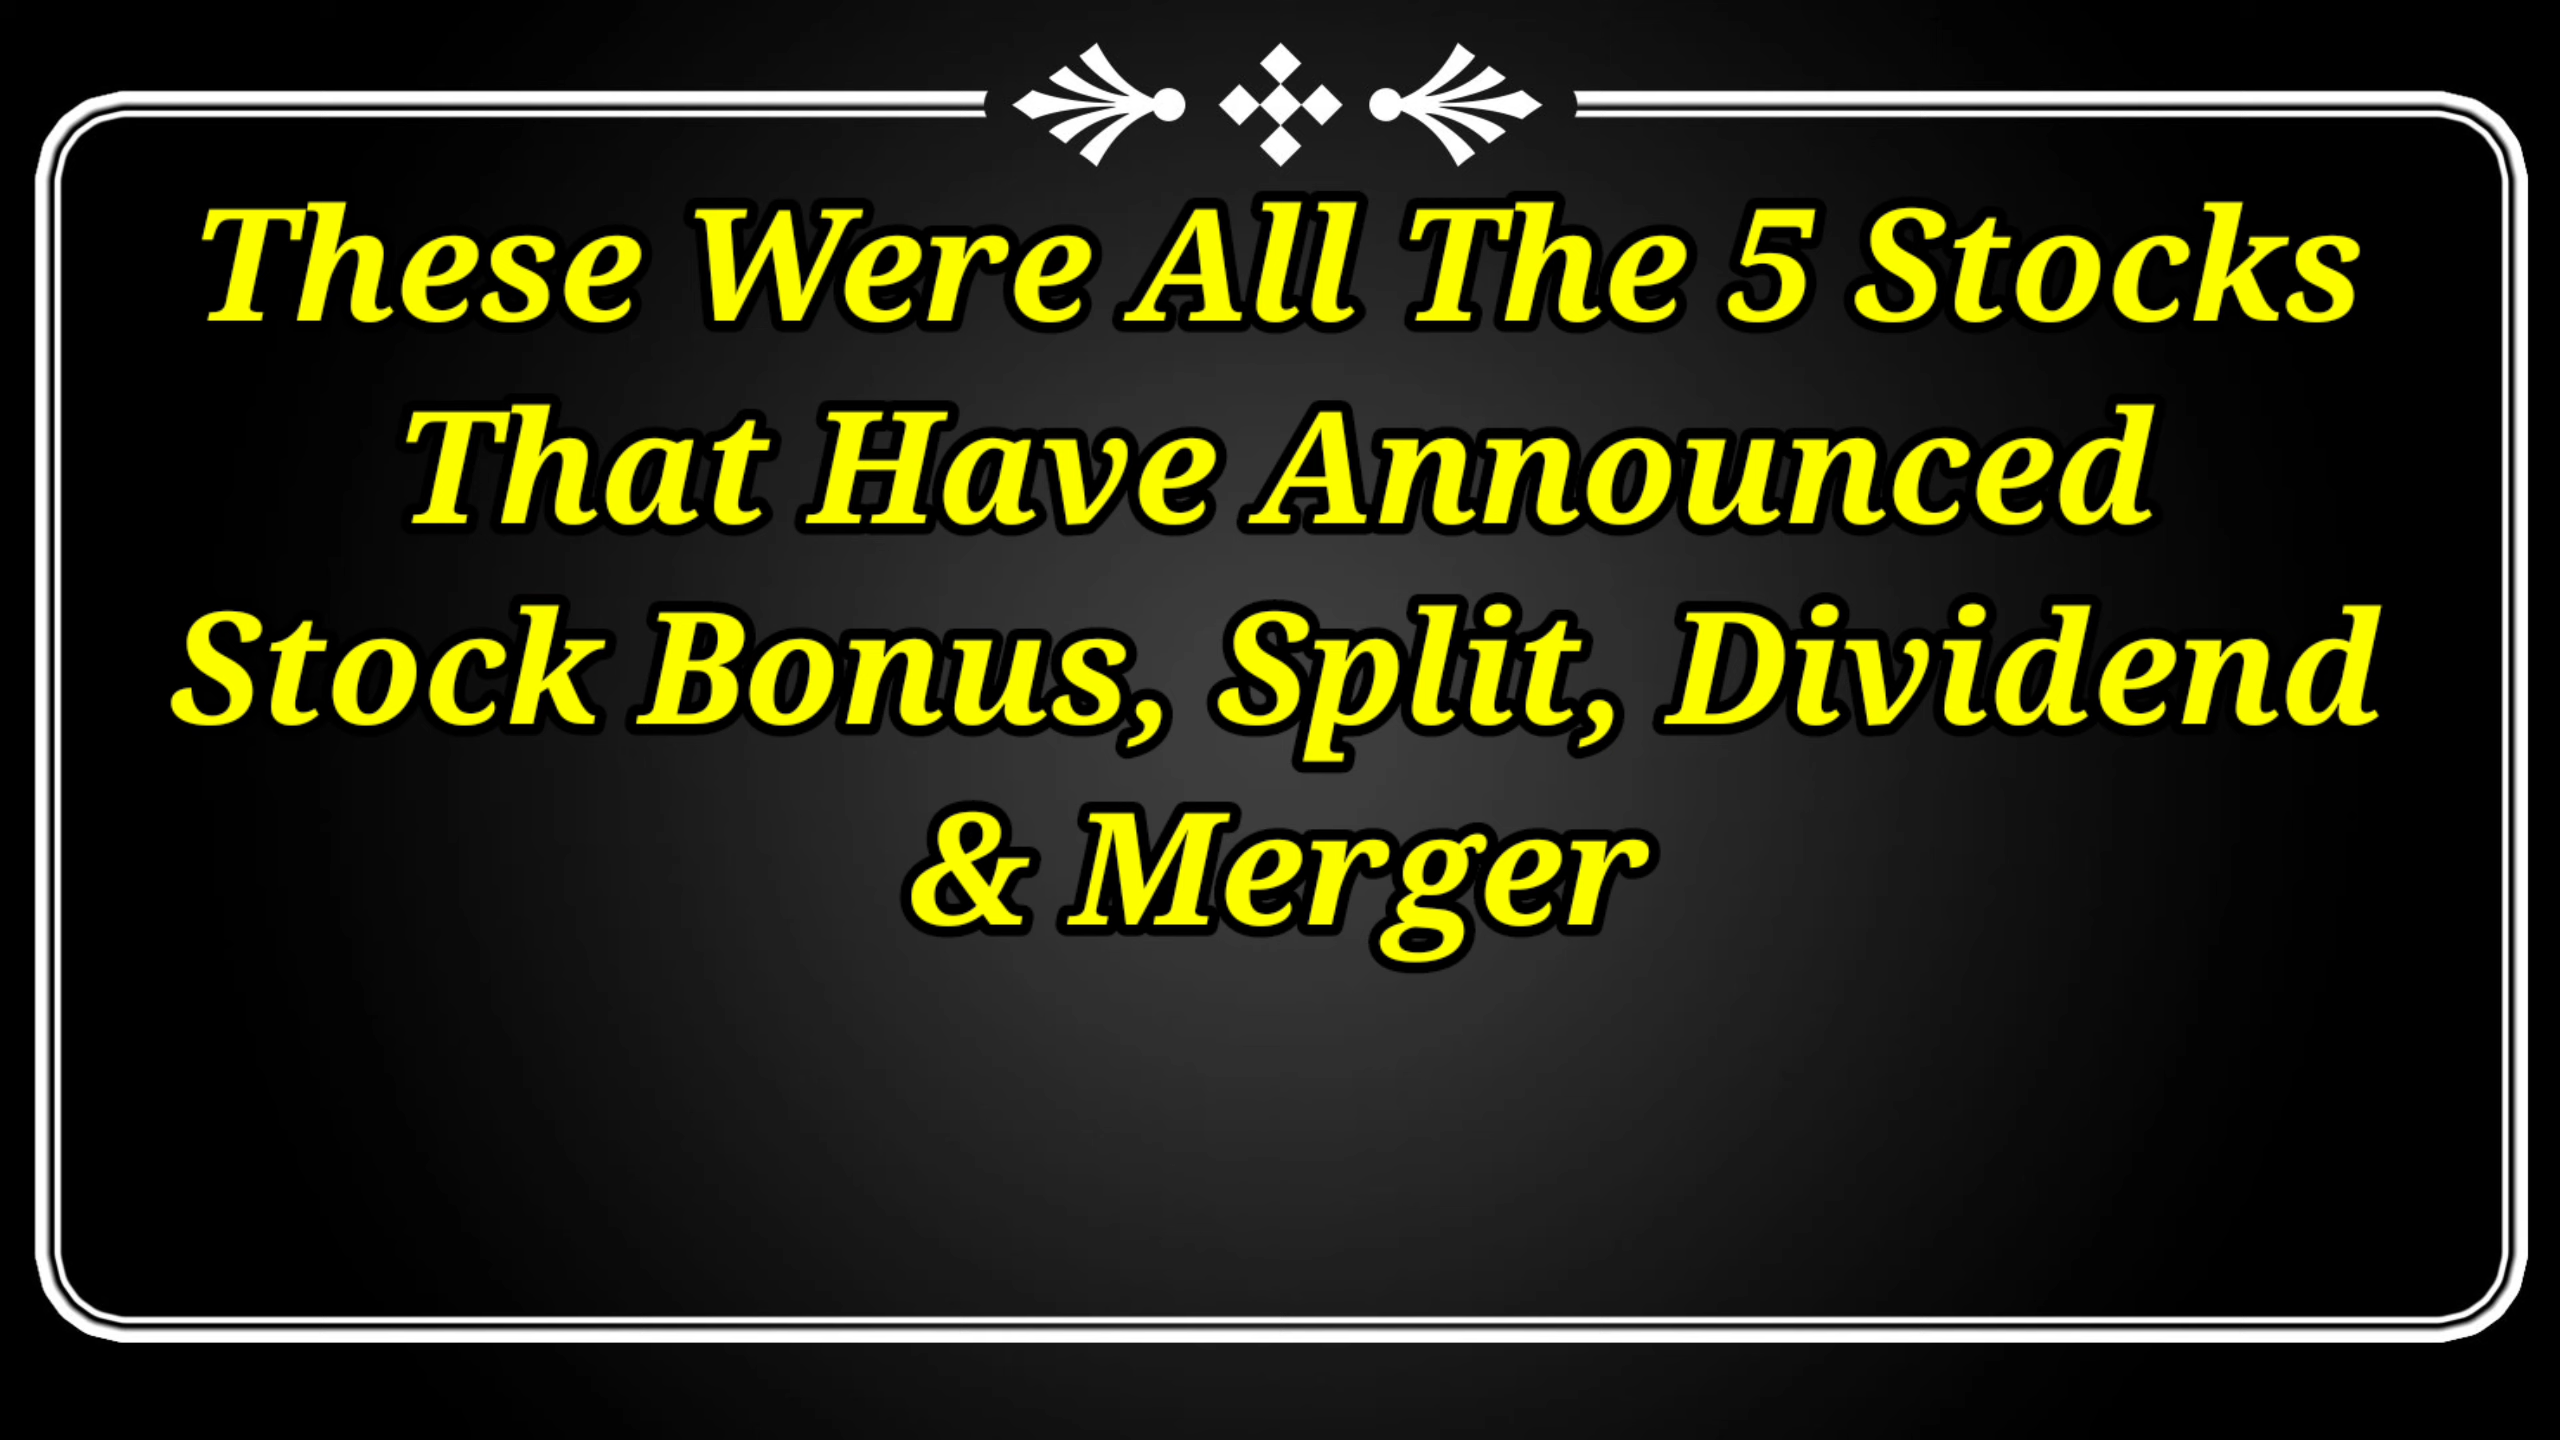 These Were All The 5 Stocks
That Have Announced
Stock Bonus, Split, Dividend
& Merger